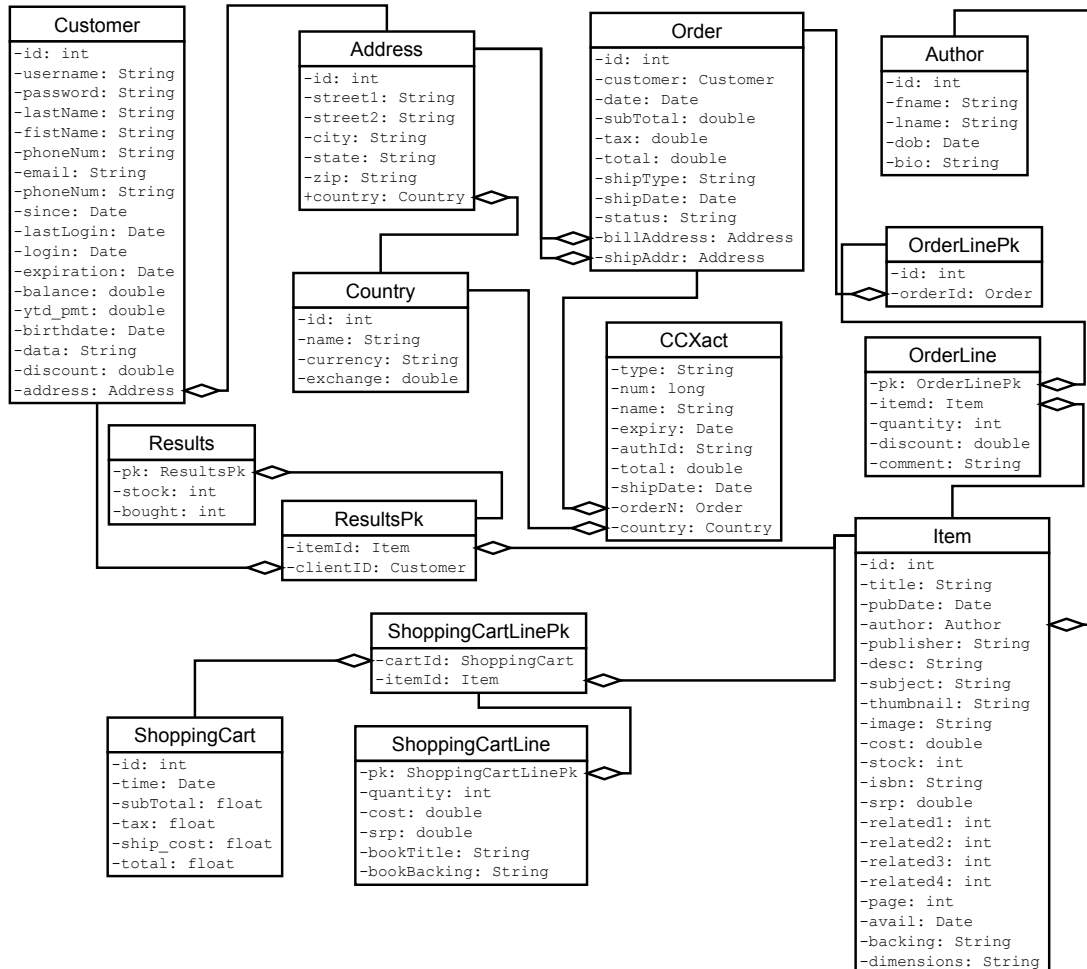 Customer
-id: int
-username: String
-password: String
-lastName: String
-fistName: String
-phoneNum: String
-email: String
-phoneNum: String
-since: Date
-lastLogin: Date
-login: Date
-expiration: Date
-balance: double
-ytd_pmt: double
-birthdate: Date
-data: String
-discount: double
-address: Address
Address
-id: int
-street1: String
-street2: String
-city: String
-state: String
-zip: String
+country: Country
Order
-id: int
-customer: Customer
-date: Date
-subTotal: double
-tax: double
-total: double
-shipType: String
-shipDate: Date
-status: String
-billAddress: Address
-shipAddr: Address
Author
-id: int
-fname: String
-lname: String
-dob: Date
-bio: String
OrderLinePk
-id: int
-orderId: Order
Country
-id: int
-name: String
-currency: String
-exchange: double
CCXact
-type: String
-num: long
-name: String
-expiry: Date
-authId: String
-total: double
-shipDate: Date
-orderN: Order
-country: Country
OrderLine
-pk: OrderLinePk
-itemd: Item
-quantity: int
-discount: double
-comment: String
Results
-pk: ResultsPk
-stock: int
-bought: int
ResultsPk
-itemId: Item
-clientID: Customer
Item
-id: int
-title: String
-pubDate: Date
-author: Author
-publisher: String
-desc: String
-subject: String
-thumbnail: String
-image: String
-cost: double
-stock: int
-isbn: String
-srp: double
-related1: int
-related2: int
-related3: int
-related4: int
-page: int
-avail: Date
-backing: String
-dimensions: String
ShoppingCartLinePk
-cartId: ShoppingCart
-itemId: Item
ShoppingCart
-id: int
-time: Date
-subTotal: float
-tax: float
-ship_cost: float
-total: float
ShoppingCartLine
-pk: ShoppingCartLinePk
-quantity: int
-cost: double
-srp: double
-bookTitle: String
-bookBacking: String